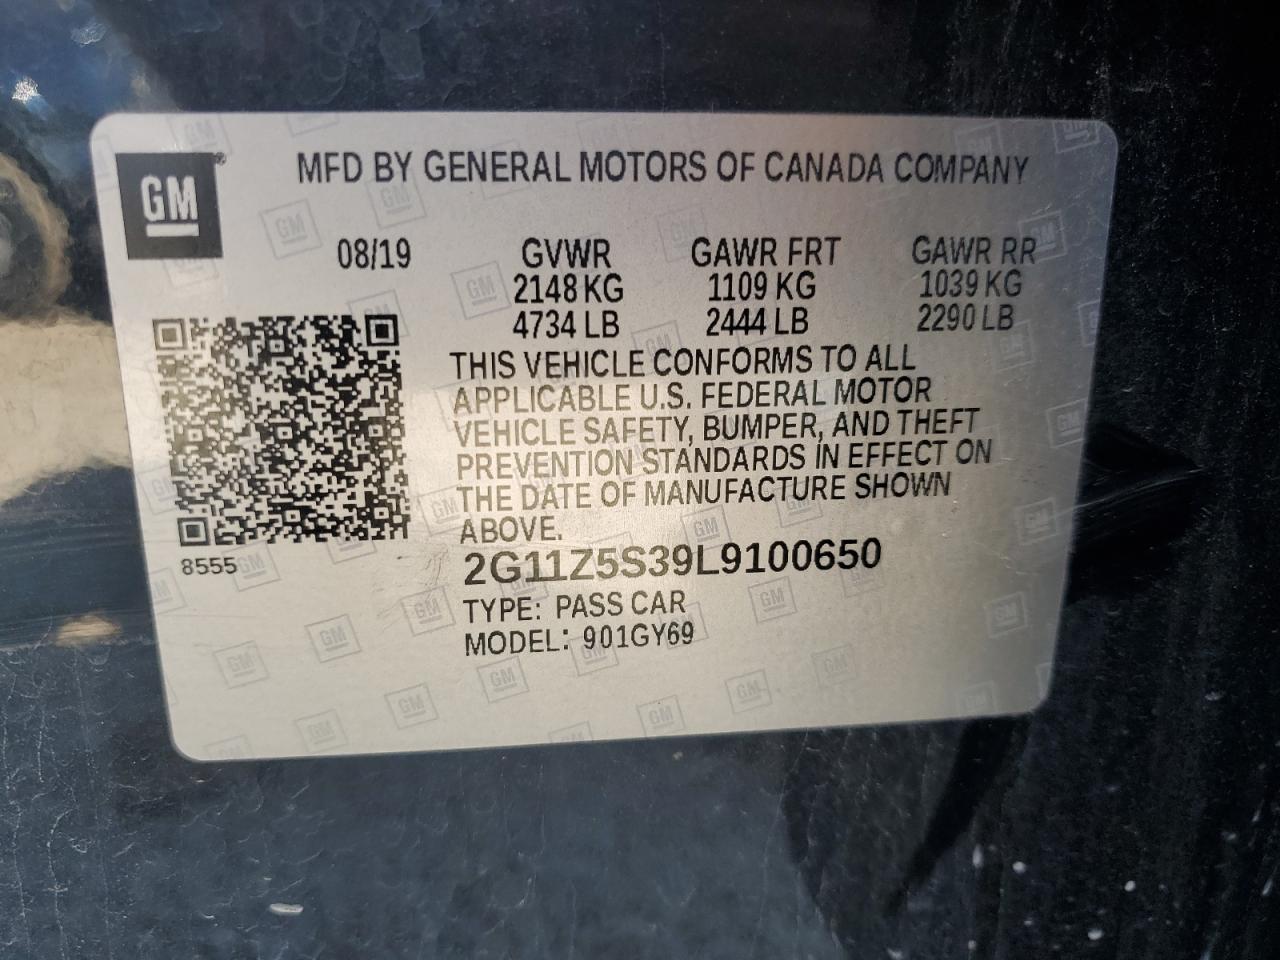 GM
MFD BY GENERAL MOTORS OF CANADA COMPANY
08/19 GVWR GAWR FRT GAWR RR
2148 KG 1109 KG 1039 KG
4734 LB 2444 LB 2290 LB
THIS VEHICLE CONFORMS TO ALL
APPLICABLE U.S. FEDERAL MOTOR
VEHICLE SAFETY, BUMPER, AND THEFT
PREVENTION STANDARDS IN EFFECT ON
THE DATE OF MANUFACTURE SHOWN
ABOVE.
8555
2G11Z5S39L9100650
TYPE: PASS CAR
MODEL: 901GY69